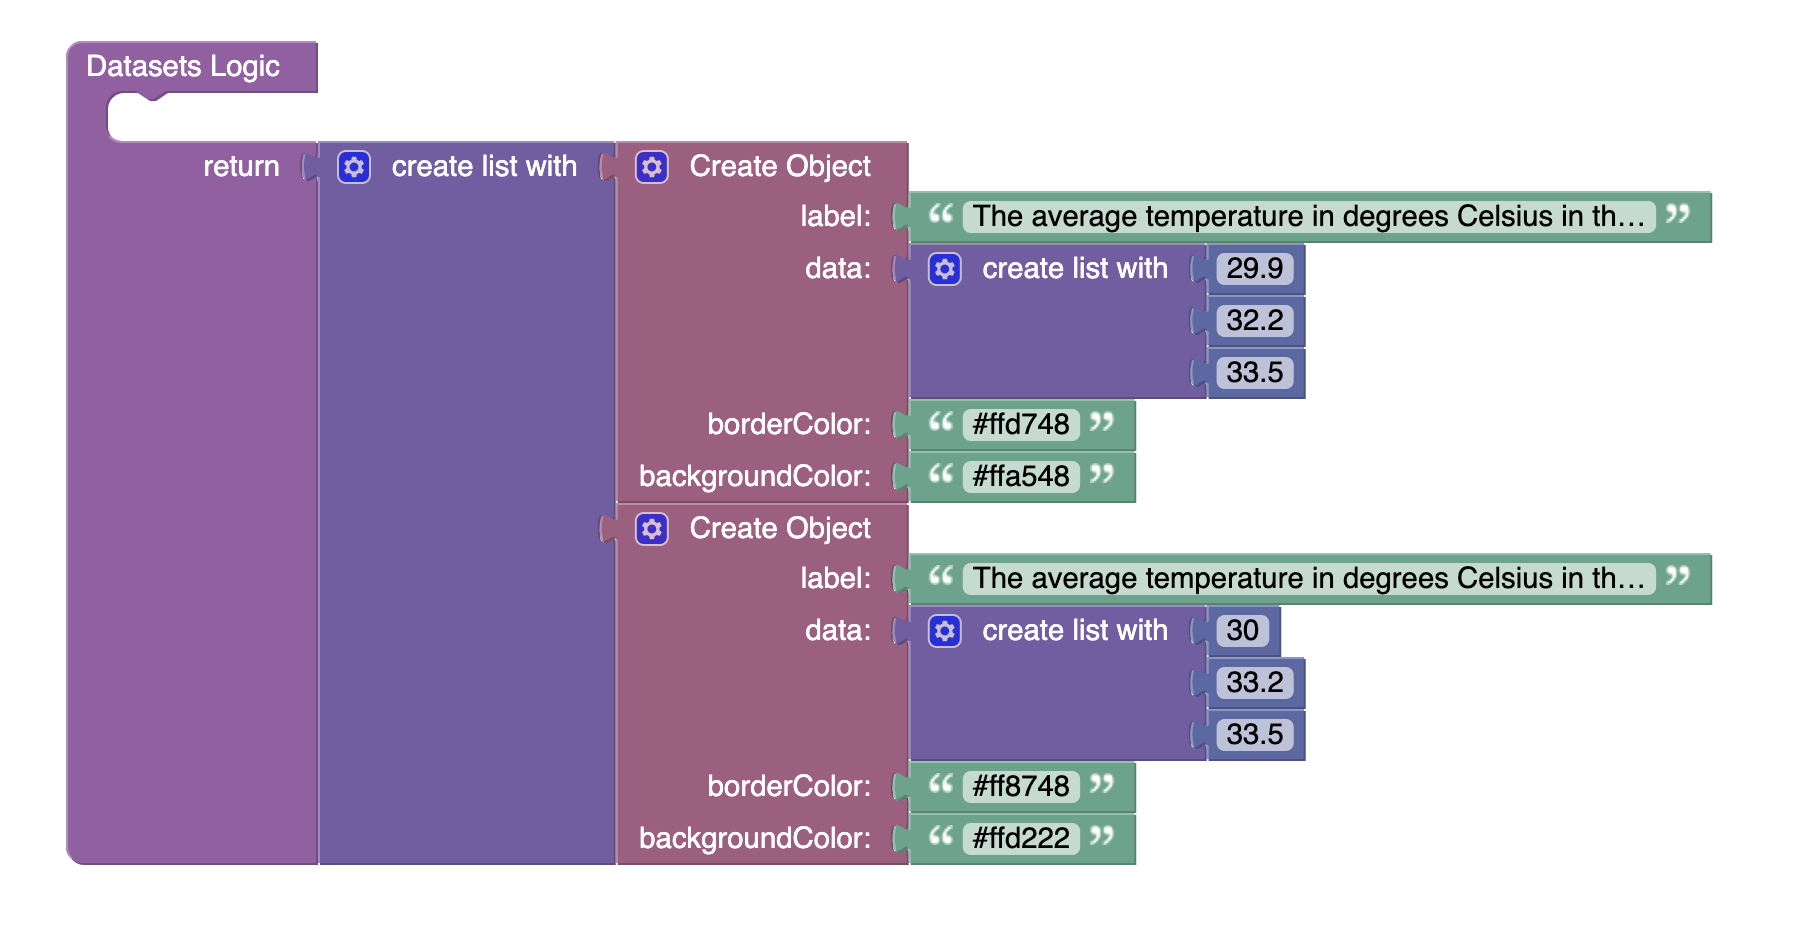 Datasets Logic
return create list with Create Object
label: “ The average temperature in degrees Celsius in th... ”
data: create list with 29.9
32.2
33.5
borderColor: “ #ffd748 ”
backgroundColor: “ #ffa548 ”
Create Object
label: “ The average temperature in degrees Celsius in th... ”
data: create list with 30
33.2
33.5
borderColor: “ #ff8748 ”
backgroundColor: “ #ffd222 ”